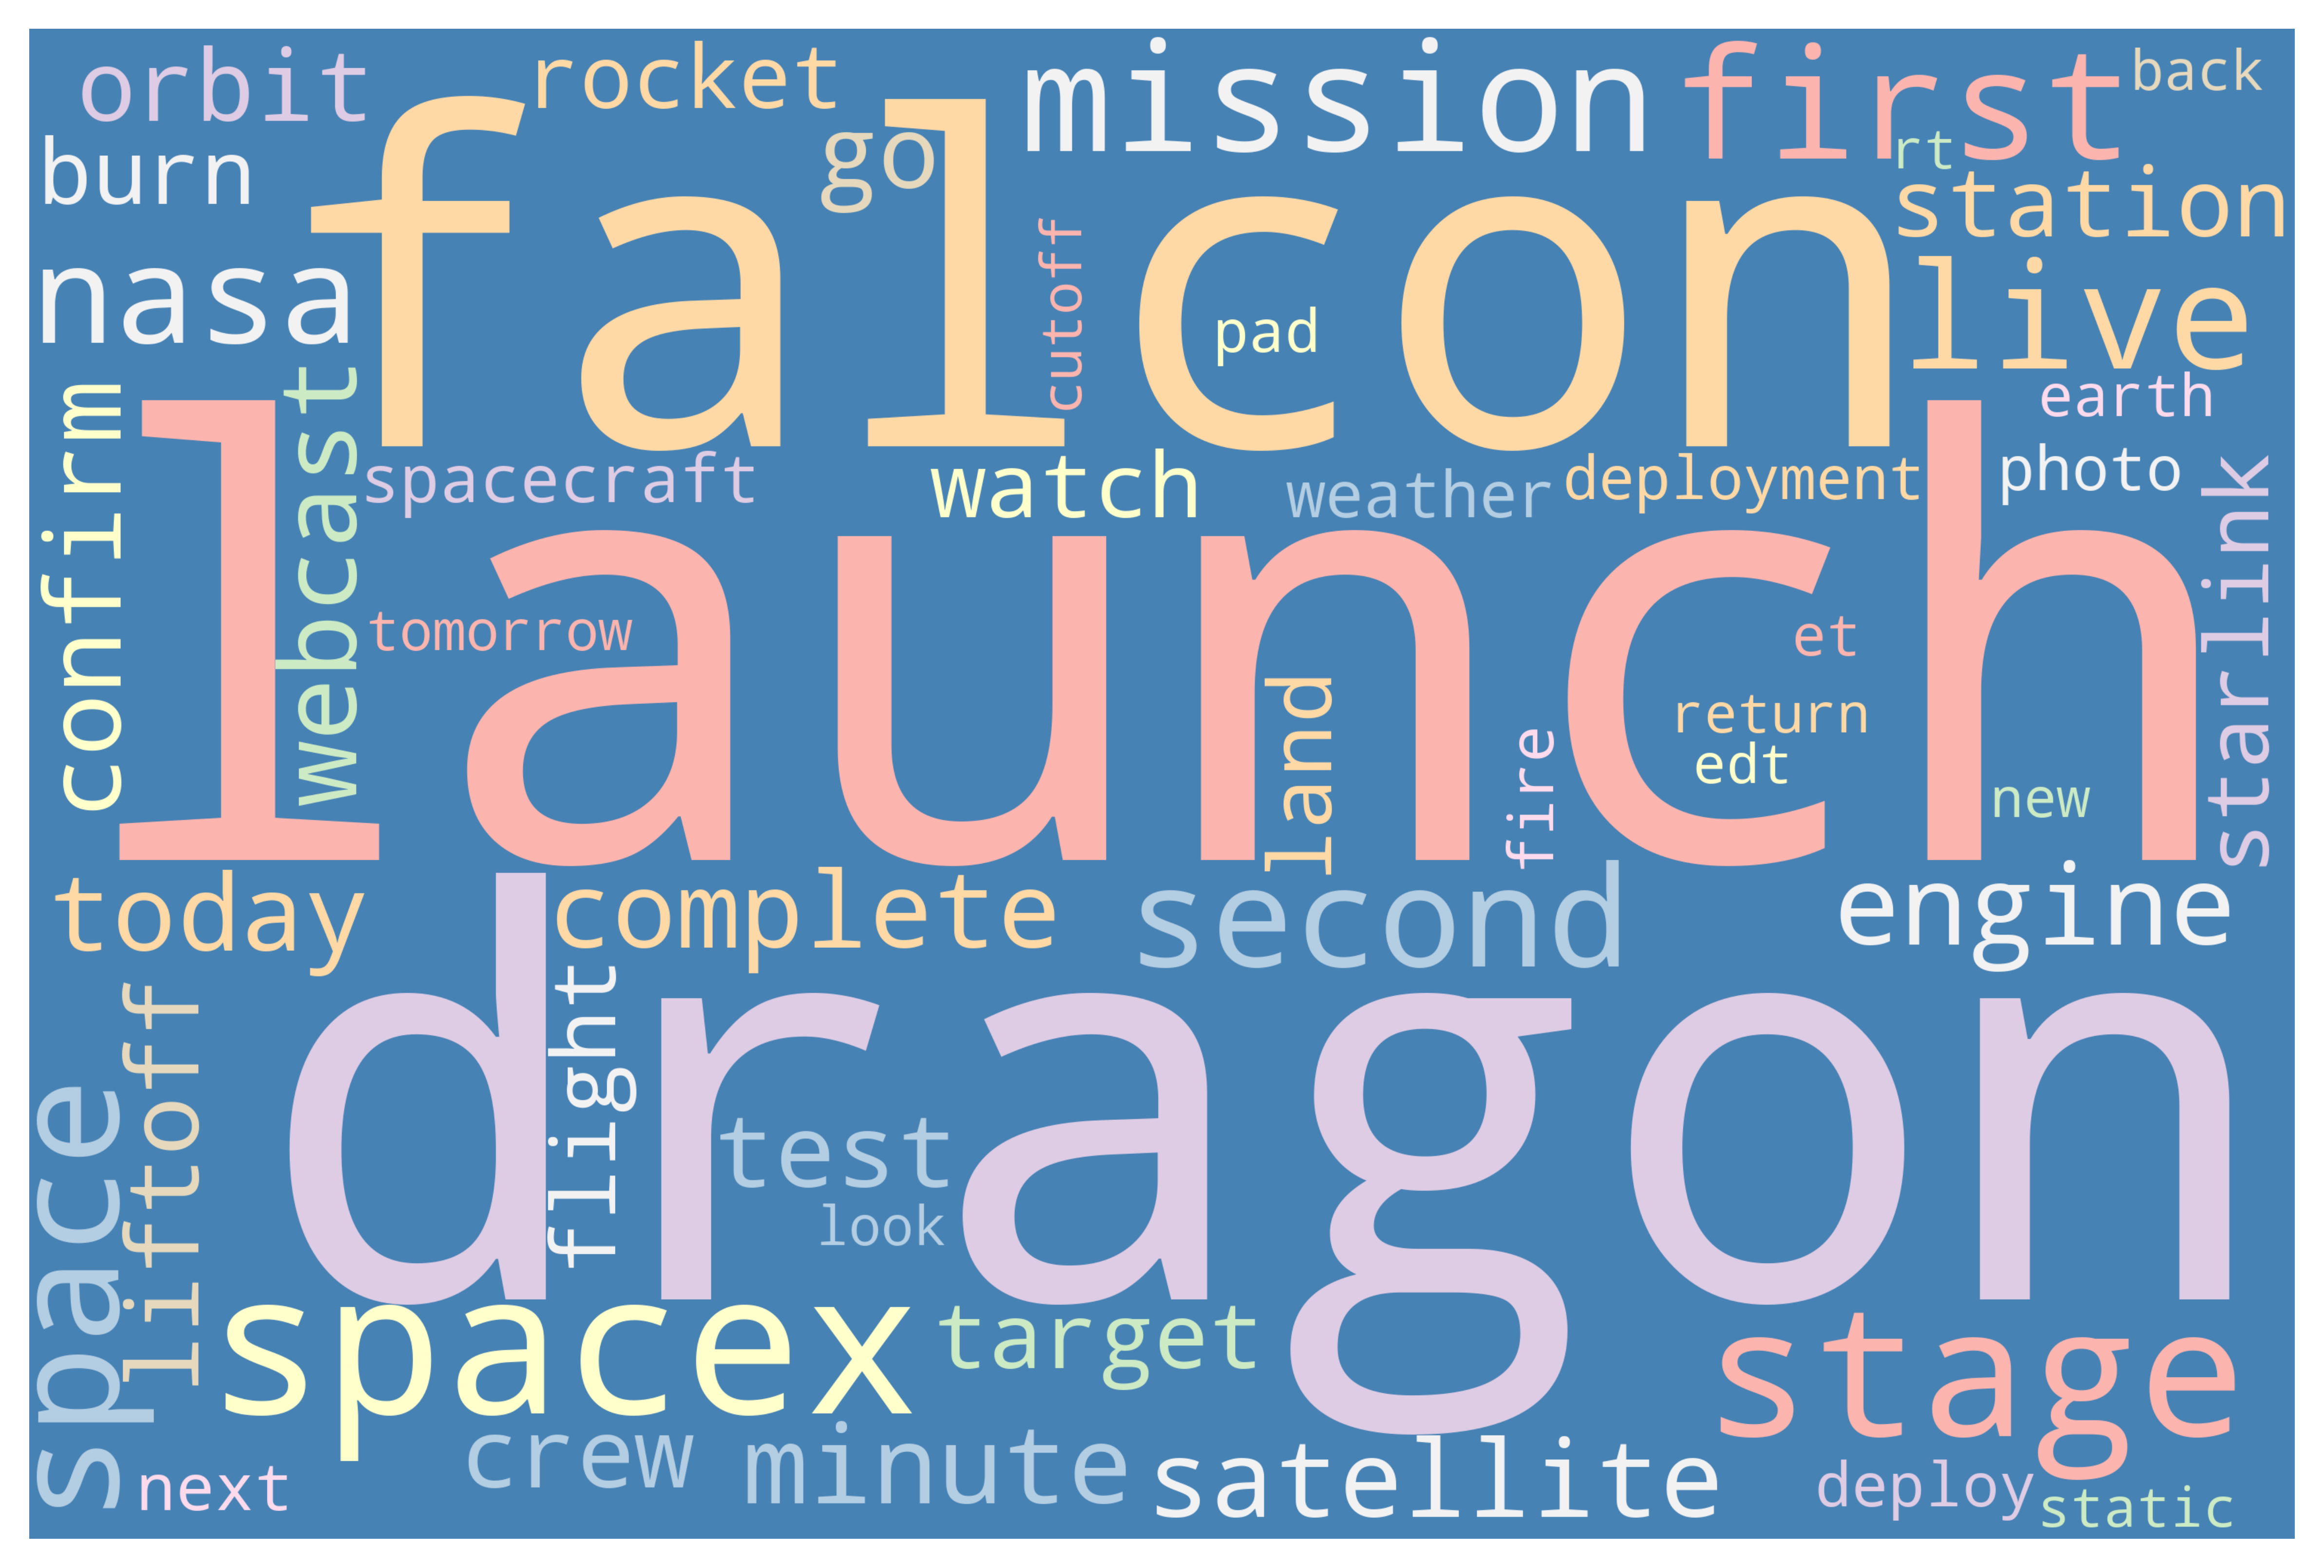 orbit
rocket
mission
first
back
burn
go
rt
station
falcon
nasa
cutoff
pad
live
earth
confirm
webcast
spacecraft
watch
weather
deployment
photo
starlink
launch
tomorrow
et
land
return
fire
edt
new
today
complete
second
engine
space
liftoff
flight
dragon
test
look
spacex
target
stage
crew
minute
satellite
next
deploy
static